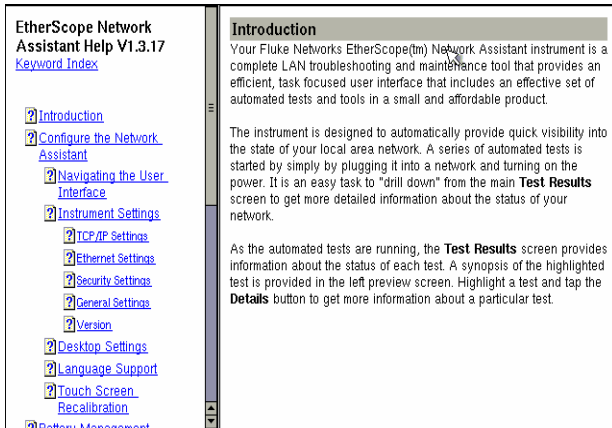 EtherScope Network
Assistant Help V1.3.17
Keyword Index
Introduction
Configure the Network
Assistant
Navigating the User
Interface
Instrument Settings
TCP/IP Settings
Ethernet Settings
Security Settings
General Settings
Version
Desktop Settings
Language Support
Touch Screen
Recalibration
Battery Management
Introduction
Your Fluke Networks EtherScope(tm) Network Assistant instrument is a
complete LAN troubleshooting and maintenance tool that provides an
efficient, task focused user interface that includes an effective set of
automated tests and tools in a small and affordable product.
The instrument is designed to automatically provide quick visibility into
the state of your local area network. A series of automated tests is
started by simply by plugging it into a network and turning on the
power. It is an easy task to "drill down" from the main Test Results
screen to get more detailed information about the status of your
network.
As the automated tests are running, the Test Results screen provides
information about the status of each test. A synopsis of the highlighted
test is provided in the left preview screen. Highlight a test and tap the
Details button to get more information about a particular test.